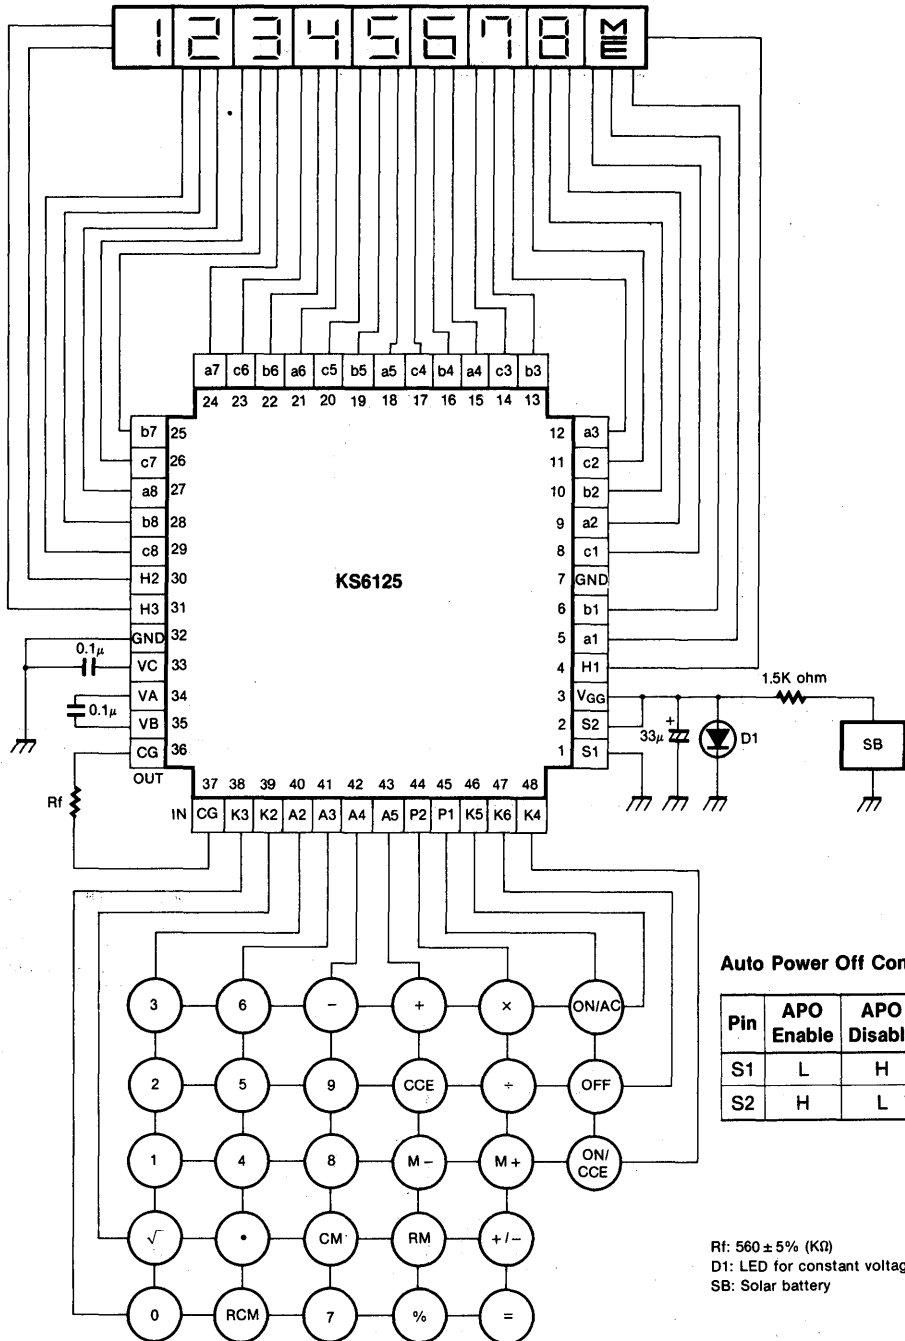 1 2 3 4 5 6 7 8 M E
a7 c6 b6 a6 c5 b5 a5 c4 b4 a4 c3 b3
24 23 22 21 20 19 18 17 16 15 14 13
b7 25 12 a3
c7 26 11 c2
a8 27 10 b2
b8 28 9 a2
c8 29 8 c1
H2 30 KS6125 7 GND
H3 31 6 b1
GND 32 5 a1
0.1μ VC 33 4 H1
VA 34 3 VGG 1.5K ohm
0.1μ VB 35 2 S2 33μ + D1 SB
CG 36 1 S1
OUT
37 38 39 40 41 42 43 44 45 46 47 48
Rf IN CG K3 K2 A2 A3 A4 A5 P2 P1 K5 K6 K4
3 6 − + × ON/AC
2 5 9 CCE ÷ OFF
1 4 8 M− M+ ON/
CCE
√ • CM RM +/−
0 RCM 7 % =
Auto Power Off Con
Pin APO Enable APO Disabl
S1 L H
S2 H L
Rf: 560 ± 5% (KΩ)
D1: LED for constant voltag
SB: Solar battery